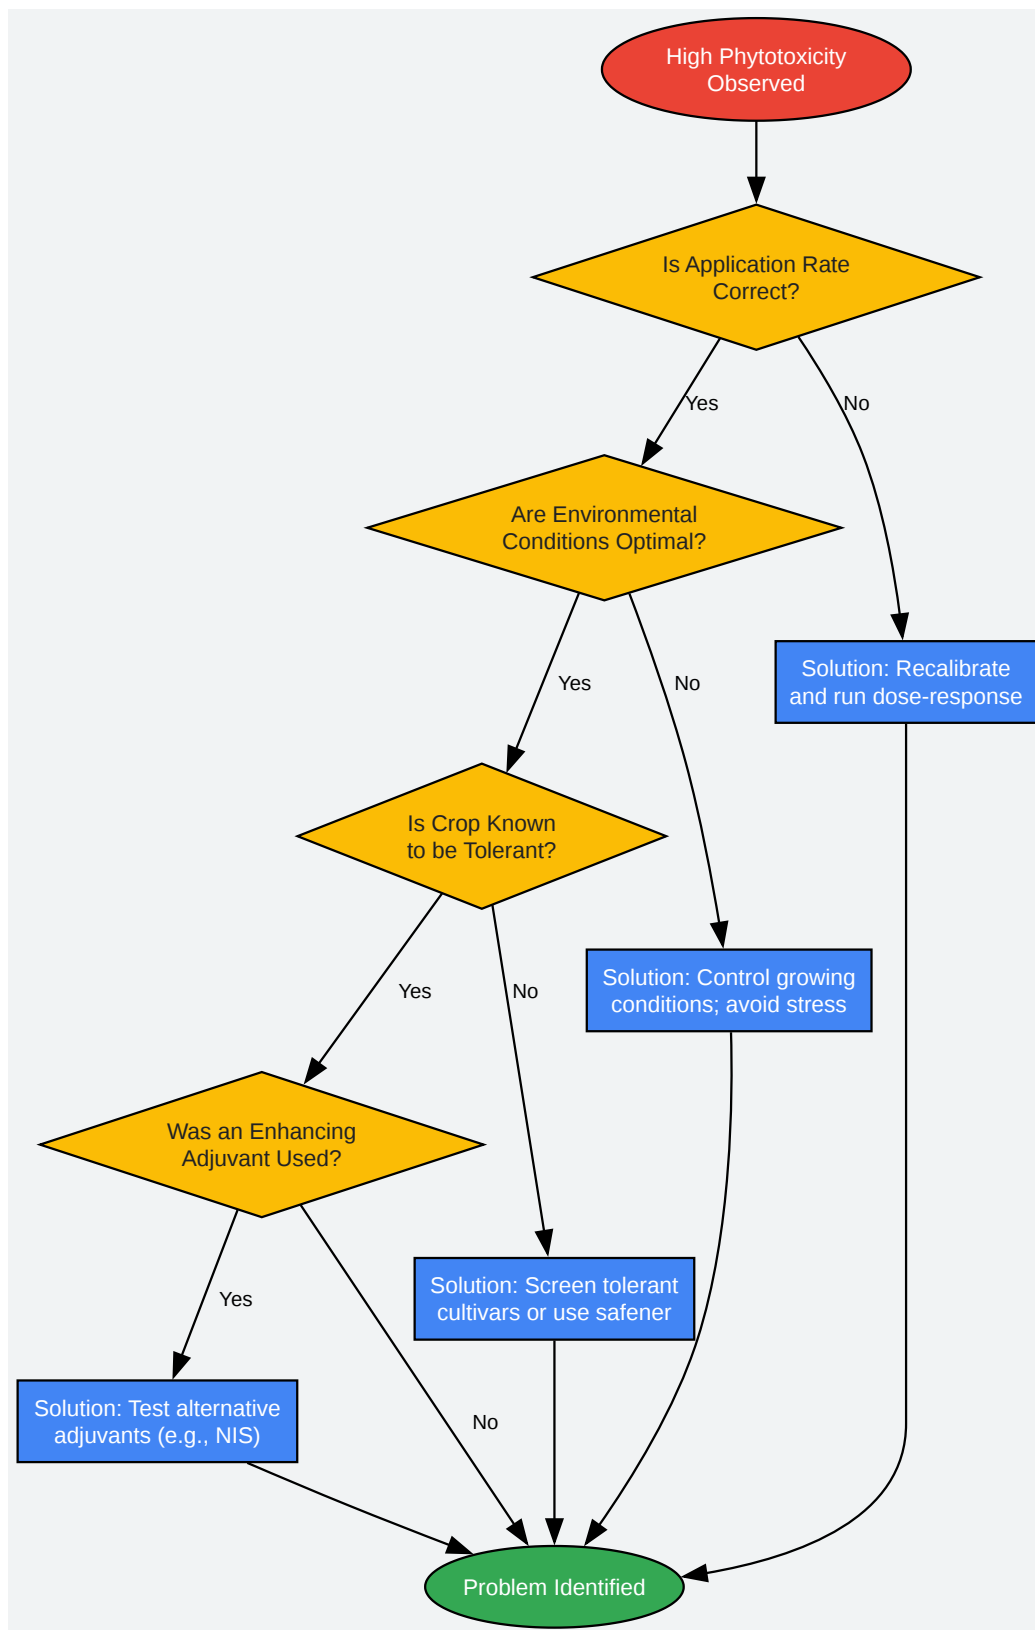 High Phytotoxicity
Observed
Is Application Rate
Correct?
Yes
No
Are Environmental
Conditions Optimal?
Solution: Recalibrate
and run dose-response
Yes
No
Is Crop Known
to be Tolerant?
Solution: Control growing
conditions; avoid stress
Yes
No
Was an Enhancing
Adjuvant Used?
Solution: Screen tolerant
cultivars or use safener
Yes
Solution: Test alternative
adjuvants (e.g., NIS)
No
Problem Identified